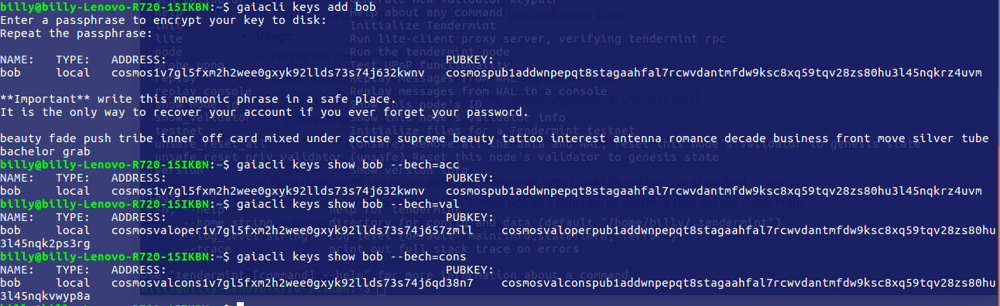 billy@billy-Lenovo-R720-15IKBN:~$ gaiacli keys add bob
Enter a passphrase to encrypt your key to disk:
Repeat the passphrase:
NAME: TYPE: ADDRESS: PUBKEY:
bob local cosmos1v7gl5fxm2h2wee0gxyk92llds73s74j632kwnv cosmospub1addwnpepqt8stagaahfal7rcwvdantmfdw9ksc8xq59tqv28zs80hu3l45nqkrz4uvm
**Important** write this mnemonic phrase in a safe place.
It is the only way to recover your account if you ever forget your password.
beauty fade push tribe inner off card mixed under accuse supreme beauty tattoo interest antenna romance decade business front move silver tube
bachelor grab
billy@billy-Lenovo-R720-15IKBN:~$ gaiacli keys show bob --bech=acc
NAME: TYPE: ADDRESS: PUBKEY:
bob local cosmos1v7gl5fxm2h2wee0gxyk92llds73s74j632kwnv cosmospub1addwnpepqt8stagaahfal7rcwvdantmfdw9ksc8xq59tqv28zs80hu3l45nqkrz4uvm
billy@billy-Lenovo-R720-15IKBN:~$ gaiacli keys show bob --bech=val
NAME: TYPE: ADDRESS: PUBKEY:
bob local cosmosvaloper1v7gl5fxm2h2wee0gxyk92llds73s74j657zmll cosmosvaloperpub1addwnpepqt8stagaahfal7rcwvdantmfdw9ksc8xq59tqv28zs80hu
3l45nqk2ps3rg
billy@billy-Lenovo-R720-15IKBN:~$ gaiacli keys show bob --bech=cons
NAME: TYPE: ADDRESS: PUBKEY:
bob local cosmosvalcons1v7gl5fxm2h2wee0gxyk92llds73s74j6qd38n7 cosmosvalconspub1addwnpepqt8stagaahfal7rcwvdantmfdw9ksc8xq59tqv28zs80hu
3l45nqkvwyp8a